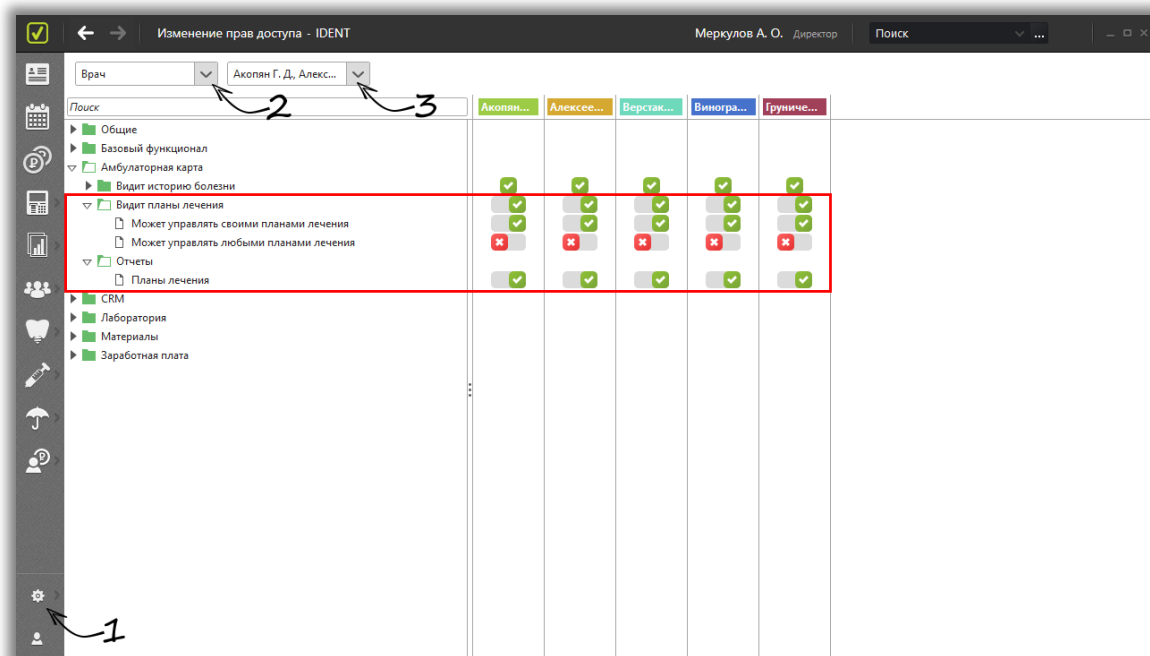 Изменение прав доступа - IDENT
Меркулов А. О. Директор
Поиск ...
Врач
Акопян Г. Д., Алекс...
2
3
Поиск
Акопян... Алексее... Верстак... Виногра... Груниче...
Общие
Базовый функционал
Амбулаторная карта
Видит историю болезни
Видит планы лечения
Может управлять своими планами лечения
Может управлять любыми планами лечения
Отчеты
Планы лечения
CRM
Лаборатория
Материалы
Заработная плата
1